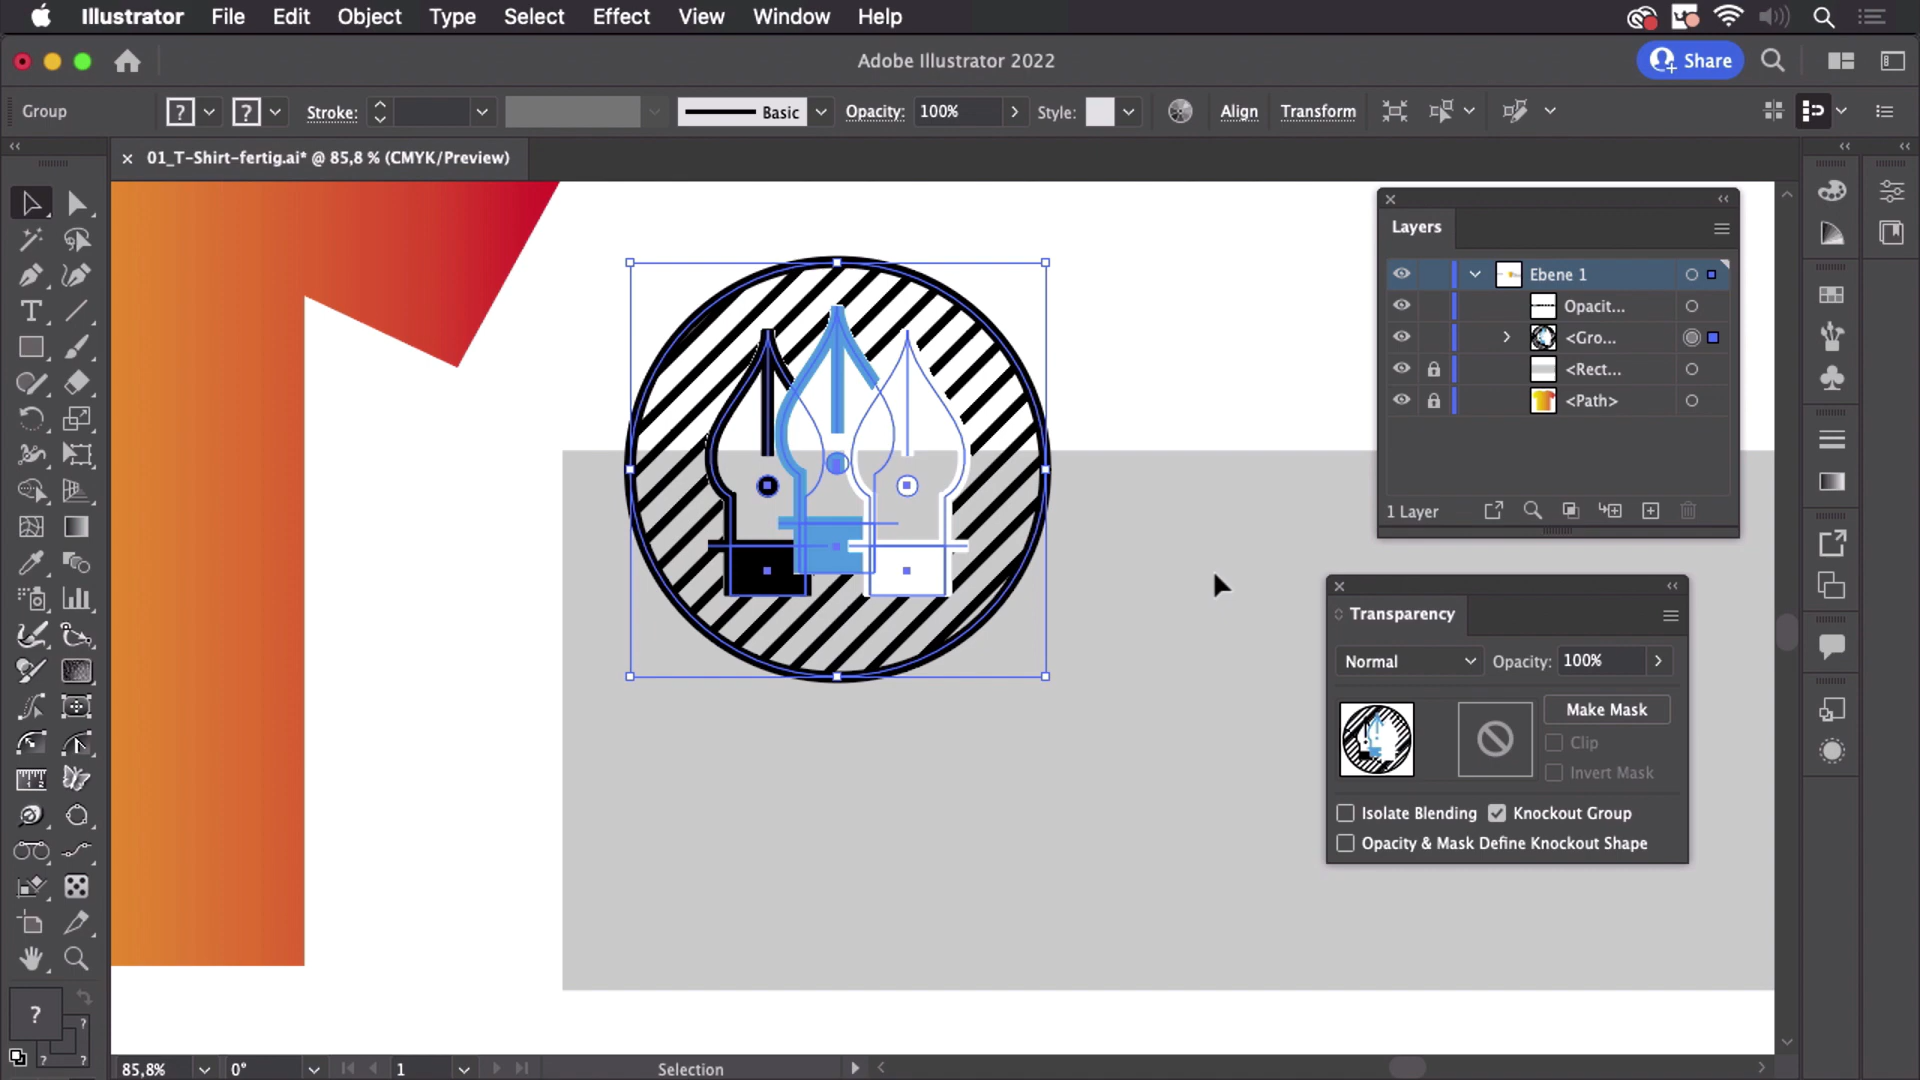 Illustrator File Edit Object Type Select Effect View Window Help
Adobe Illustrator 2022
Share
Group
?
?
Stroke:
Basic
Opacity:
100%
Style:
Align
Transform
× 01_T-Shirt-fertig.ai* @ 85,8 % (CMYK/Preview)
Layers
Ebene 1
Opacit...
<Gro...
<Rect...
<Path>
1 Layer
Transparency
Normal
Opacity:
100%
Make Mask
Clip
Invert Mask
Isolate Blending
Knockout Group
Opacity & Mask Define Knockout Shape
?
?
?
?
85,8%
0°
1
Selection